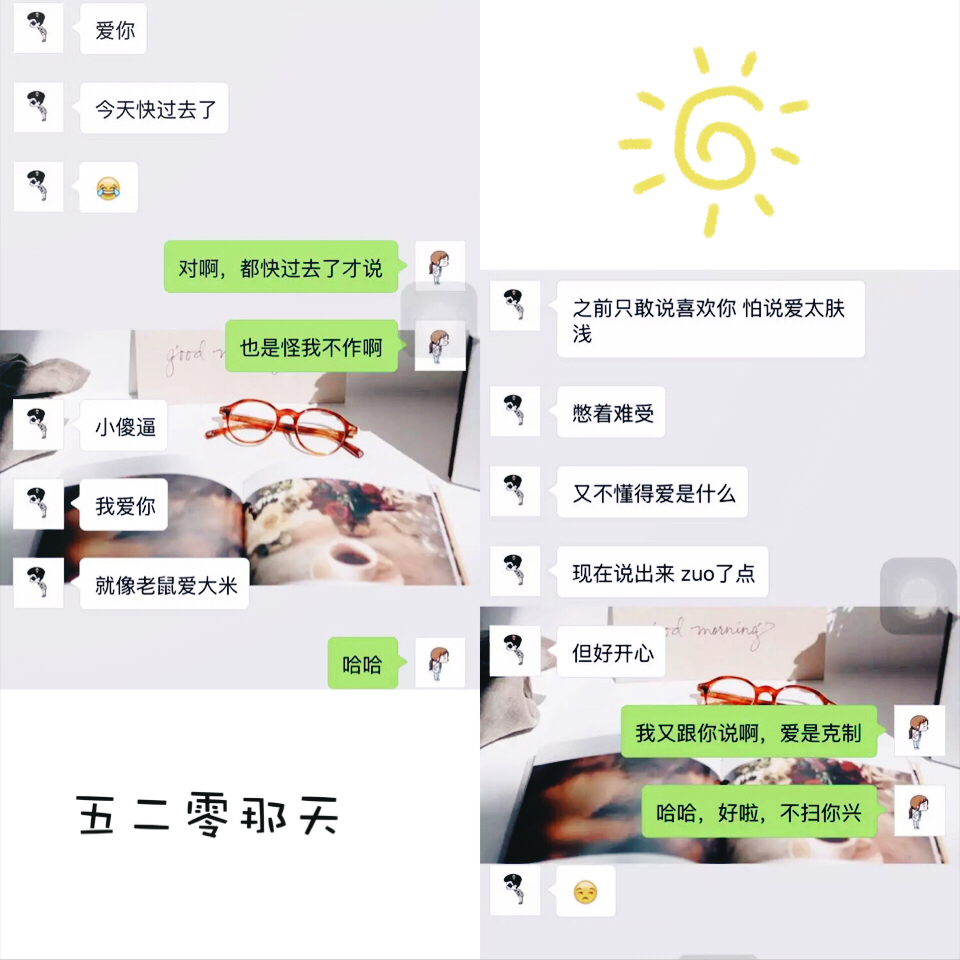 爱你
今天快过去了
😂
对啊，都快过去了才说
也是怪我不作啊
good
小傻逼
我爱你
就像老鼠爱大米
哈哈
五二零那天
之前只敢说喜欢你 怕说爱太肤
浅
憋着难受
又不懂得爱是什么
现在说出来 zuo了点
但好开心
morning
我又跟你说啊，爱是克制
哈哈，好啦，不扫你兴
😒